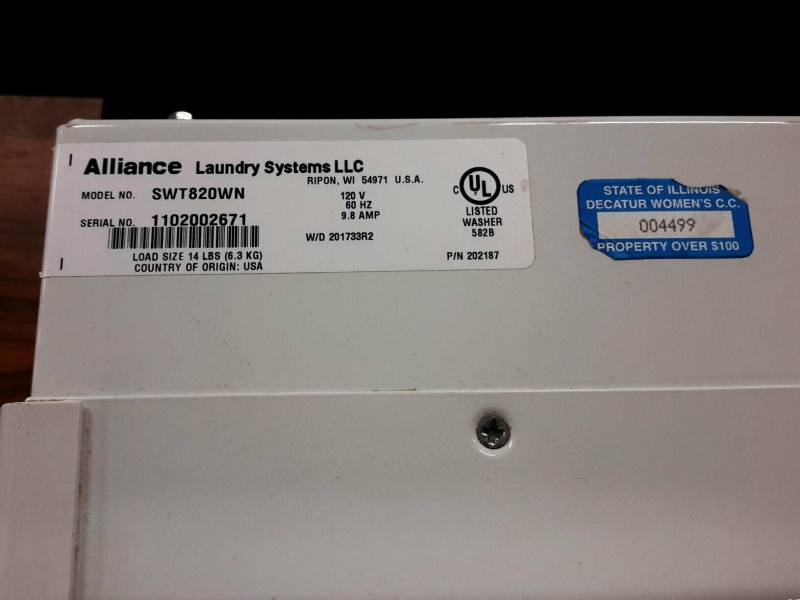 Alliance Laundry Systems LLC
RIPON, WI 54971 U.S.A.
MODEL NO. SWT820WN
120 V
60 HZ
9.8 AMP
SERIAL NO. 1102002671
W/D 201733R2
LOAD SIZE 14 LBS (6.3 KG)
COUNTRY OF ORIGIN: USA
C UL US
LISTED
WASHER
582B
P/N 202187
STATE OF ILLINOIS
DECATUR WOMEN'S C.C.
004499
PROPERTY OVER $100